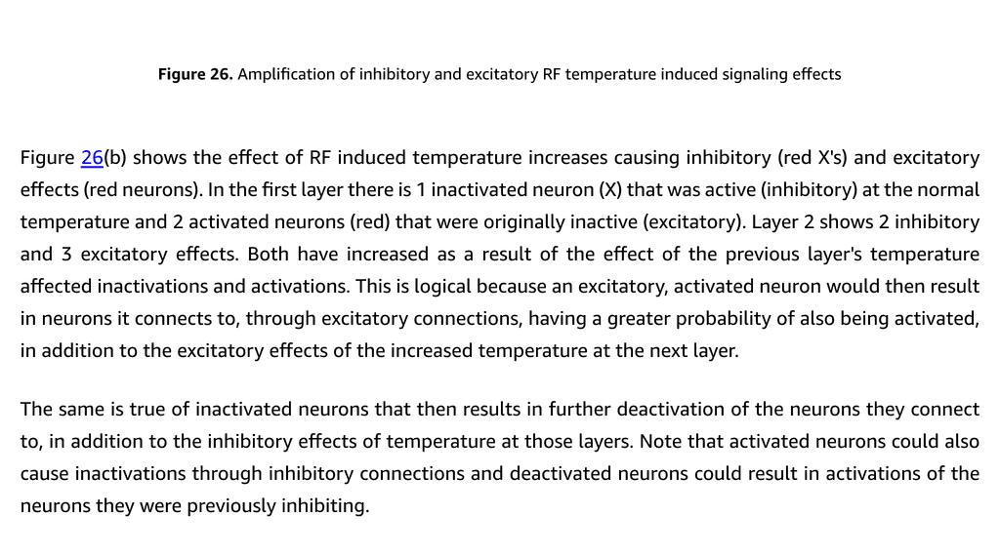 Figure 26. Amplification of inhibitory and excitatory RF temperature induced signaling effects
Figure 26(b) shows the effect of RF induced temperature increases causing inhibitory (red X's) and excitatory
effects (red neurons). In the first layer there is 1 inactivated neuron (X) that was active (inhibitory) at the normal
temperature and 2 activated neurons (red) that were originally inactive (excitatory). Layer 2 shows 2 inhibitory
and 3 excitatory effects. Both have increased as a result of the effect of the previous layer's temperature
affected inactivations and activations. This is logical because an excitatory, activated neuron would then result
in neurons it connects to, through excitatory connections, having a greater probability of also being activated,
in addition to the excitatory effects of the increased temperature at the next layer.
The same is true of inactivated neurons that then results in further deactivation of the neurons they connect
to, in addition to the inhibitory effects of temperature at those layers. Note that activated neurons could also
cause inactivations through inhibitory connections and deactivated neurons could result in activations of the
neurons they were previously inhibiting.